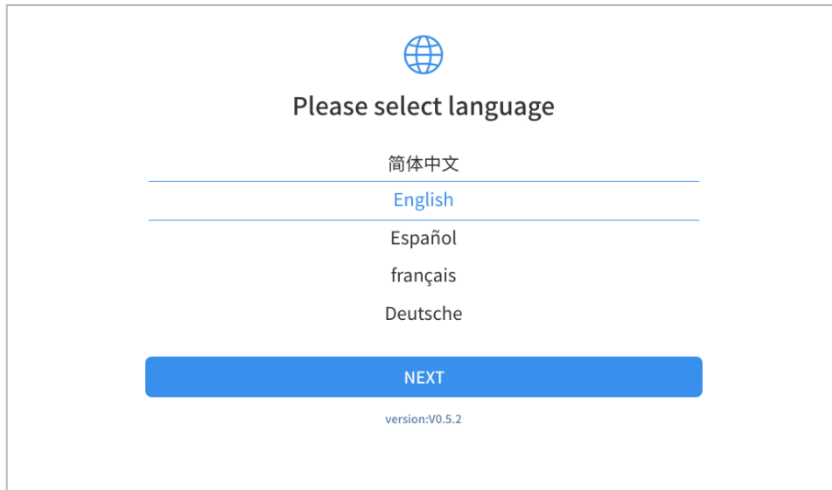 Please select language
简体中文
English
Español
français
Deutsche
NEXT
version:V0.5.2